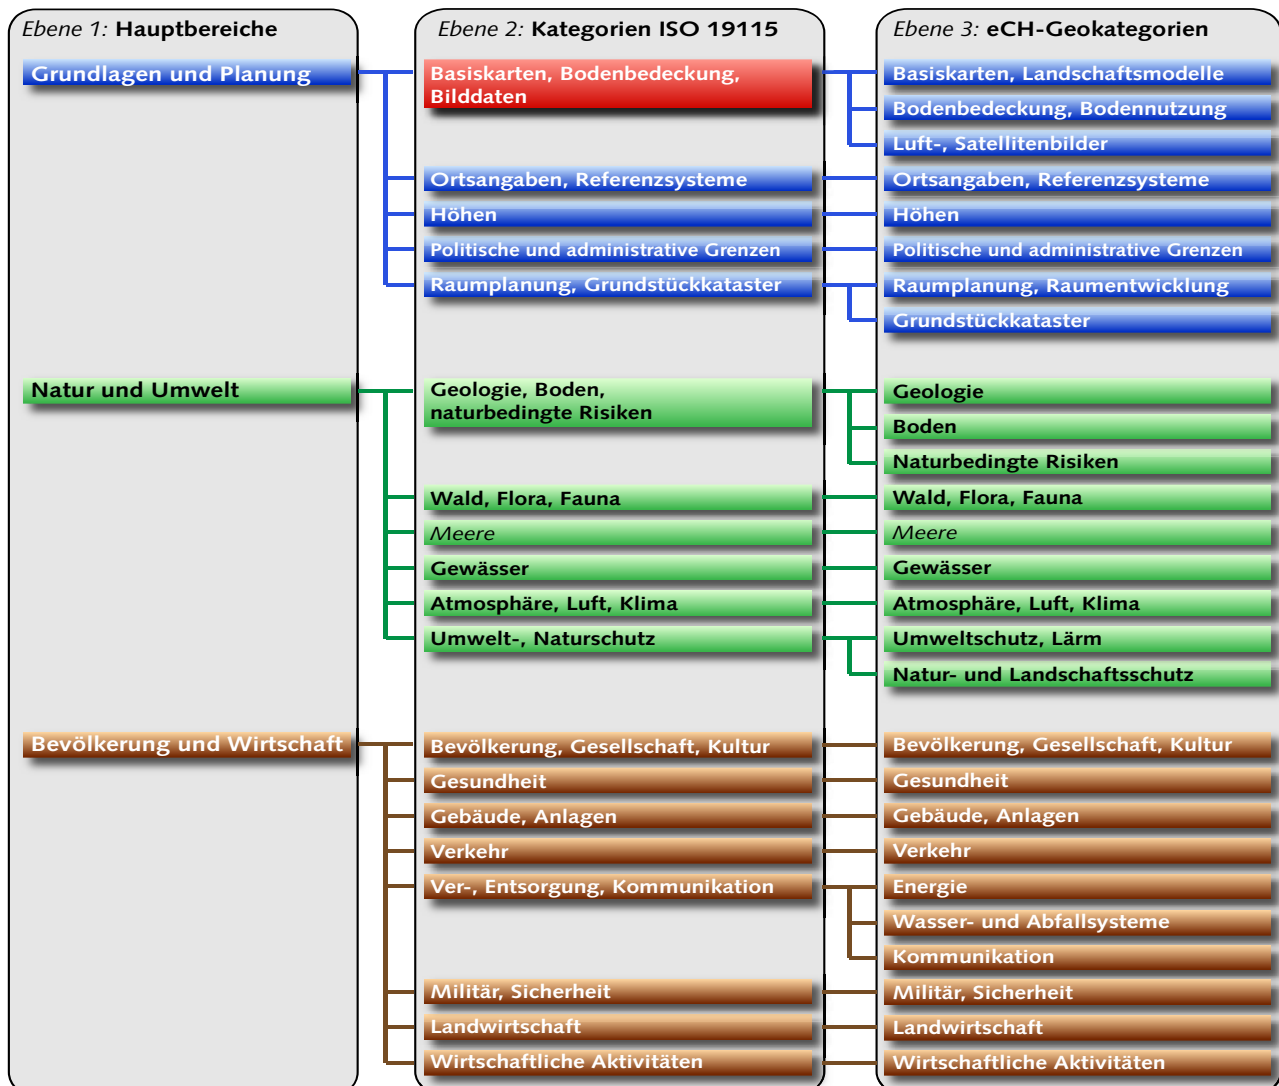 Ebene 1: Hauptbereiche
Grundlagen und Planung
Natur und Umwelt
Bevölkerung und Wirtschaft
Ebene 2: Kategorien ISO 19115
Basiskarten, Bodenbedeckung,
Bilddaten
Ortsangaben, Referenzsysteme
Höhen
Politische und administrative Grenzen
Raumplanung, Grundstückkataster
Geologie, Boden,
naturbedingte Risiken
Wald, Flora, Fauna
Meere
Gewässer
Atmosphäre, Luft, Klima
Umwelt-, Naturschutz
Bevölkerung, Gesellschaft, Kultur
Gesundheit
Gebäude, Anlagen
Verkehr
Ver-, Entsorgung, Kommunikation
Militär, Sicherheit
Landwirtschaft
Wirtschaftliche Aktivitäten
Ebene 3: eCH-Geokategorien
Basiskarten, Landschaftsmodelle
Bodenbedeckung, Bodennutzung
Luft-, Satellitenbilder
Ortsangaben, Referenzsysteme
Höhen
Politische und administrative Grenzen
Raumplanung, Raumentwicklung
Grundstückkataster
Geologie
Boden
Naturbedingte Risiken
Wald, Flora, Fauna
Meere
Gewässer
Atmosphäre, Luft, Klima
Umweltschutz, Lärm
Natur- und Landschaftsschutz
Bevölkerung, Gesellschaft, Kultur
Gesundheit
Gebäude, Anlagen
Verkehr
Energie
Wasser- und Abfallsysteme
Kommunikation
Militär, Sicherheit
Landwirtschaft
Wirtschaftliche Aktivitäten